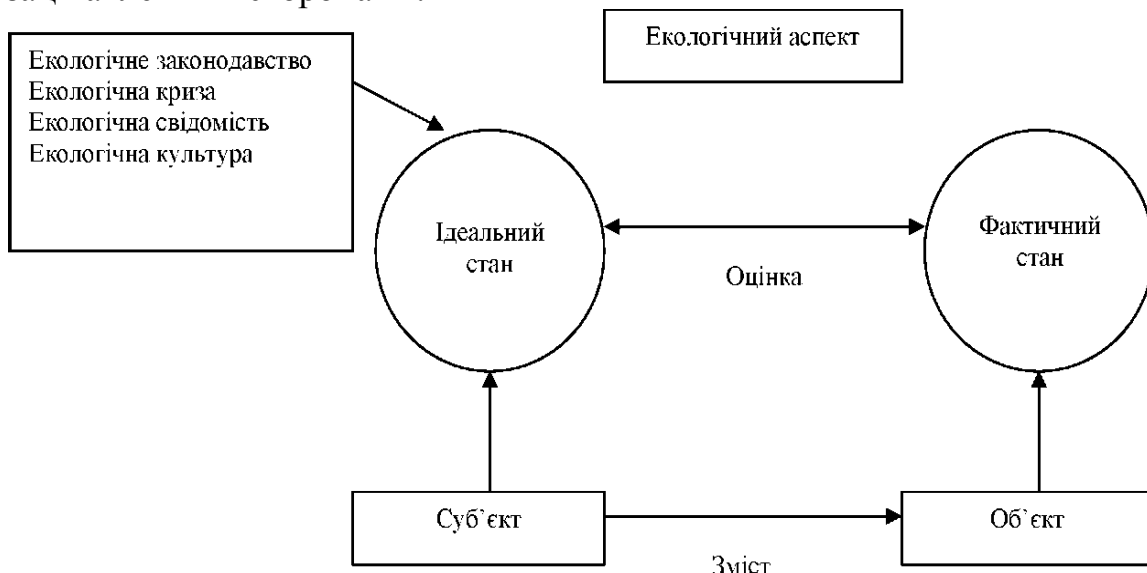 Екологічний аспект
Екологічне законодавство
Екологічна криза
Екологічна свідомість
Екологічна культура
Ідеальний
стан
Фактичний
стан
Оцінка
Суб’єкт
Об’єкт
Зміст